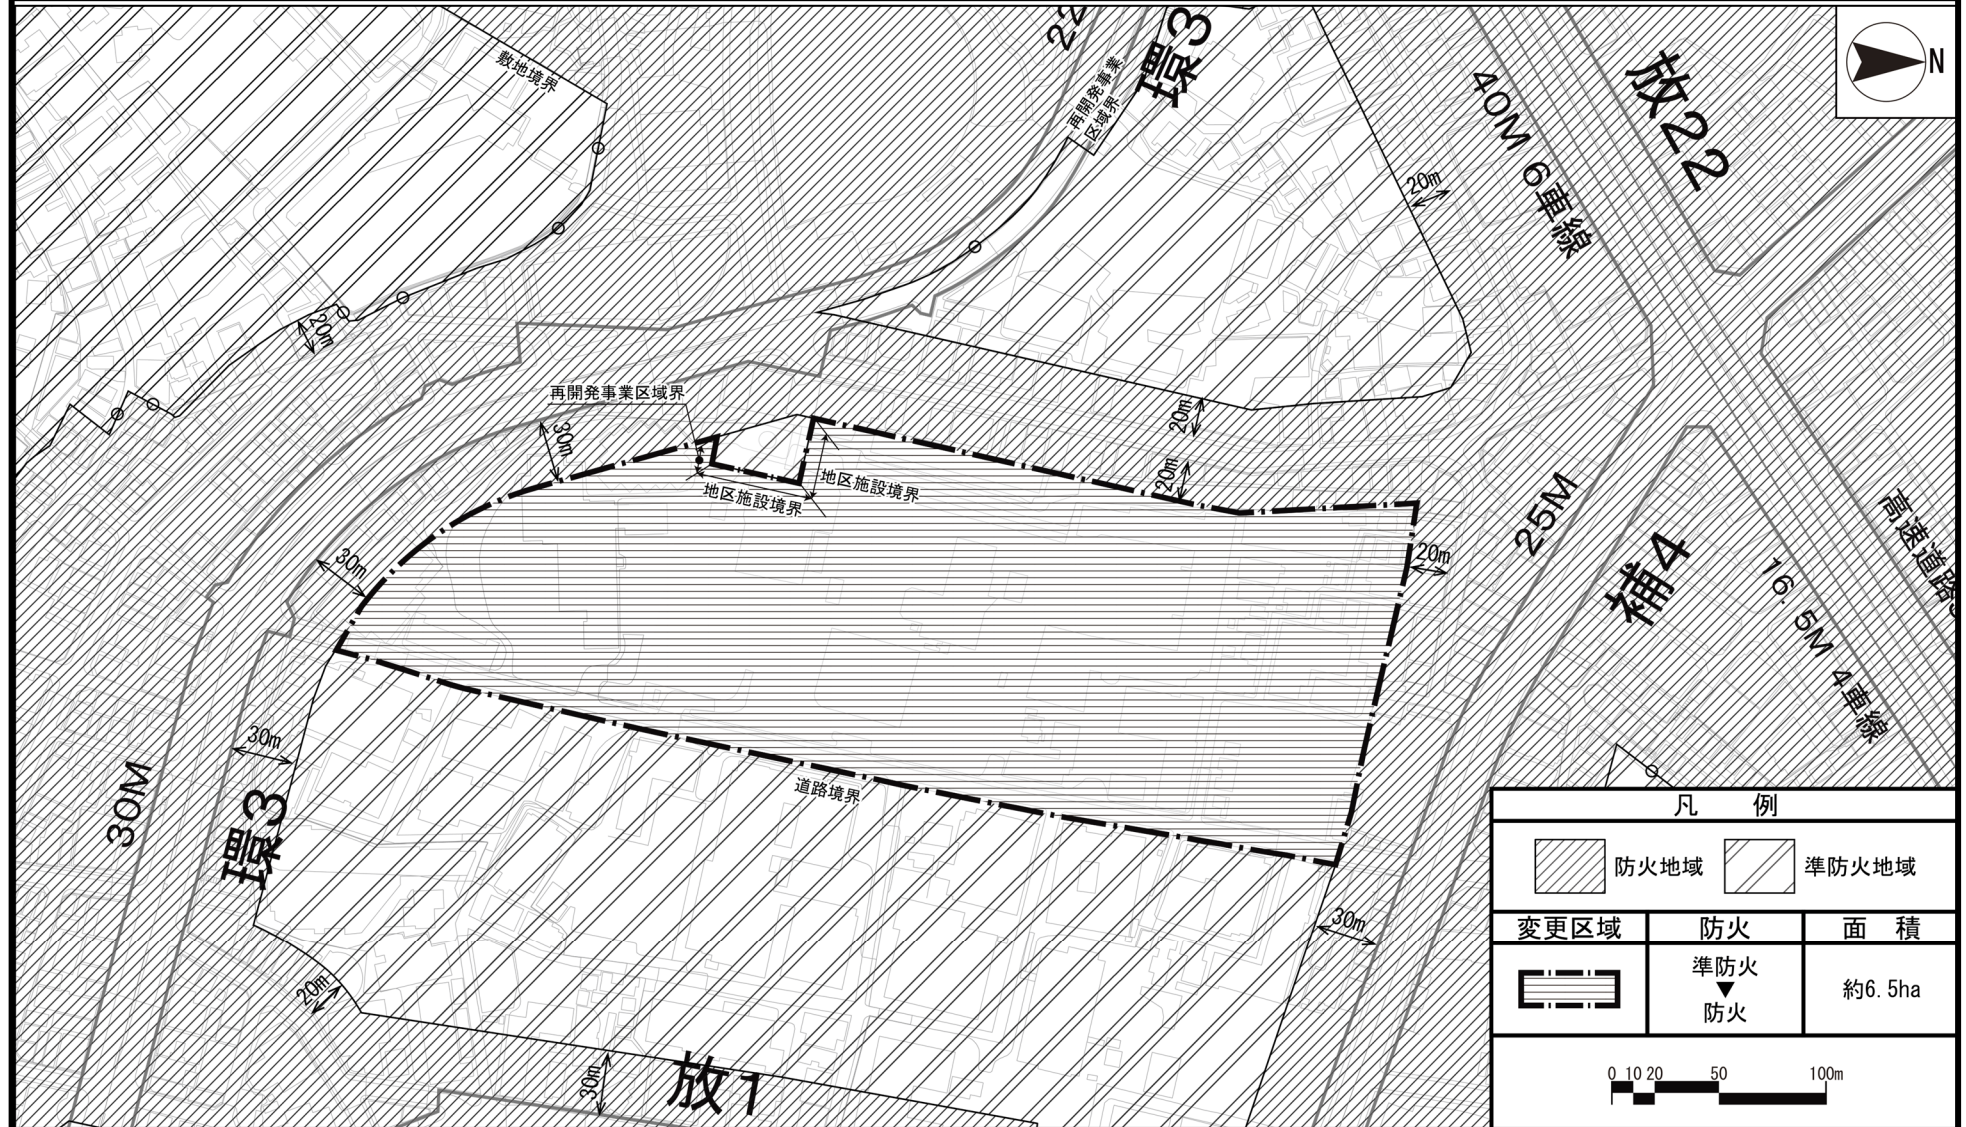 敷地境界
22
環3
再開発事業
区域界
放22
40M 6車線
N
20m
20m
再開発事業区域界
30m
20m
20m
地区施設境界
地区施設境界
30m
20m
25M
補4
高速道路3
16.5M 4車線
30m
30M
環3
道路境界
30m
20m
30m
放1
凡 例
防火地域
準防火地域
変更区域
防火
面 積
準防火
▼
防火
約6.5ha
0 10 20 50 100m